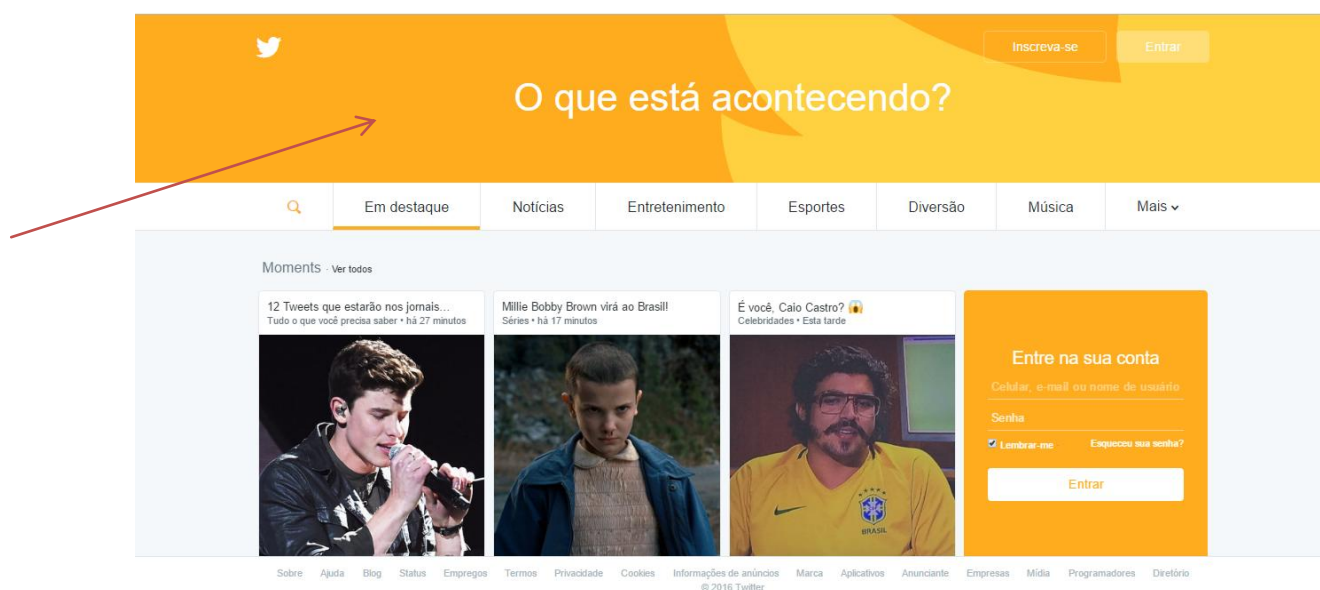 Inscreva-se Entrar
O que está acontecendo?
Em destaque Notícias Entretenimento Esportes Diversão Música Mais
Moments · Ver todos
12 Tweets que estarão nos jornais...
Tudo o que você precisa saber • há 27 minutos
Millie Bobby Brown virá ao Brasil!
Séries • há 17 minutos
É você, Caio Castro? 😱
Celebridades • Esta tarde
BRASIL
Entre na sua conta
Celular, e-mail ou nome de usuário
Senha
Lembrar-me Esqueceu sua senha?
Entrar
Sobre Ajuda Blog Status Empregos Termos Privacidade Cookies Informações de anúncios Marca Aplicativos Anunciante Empresas Mídia Programadores Diretório
© 2016 Twitter